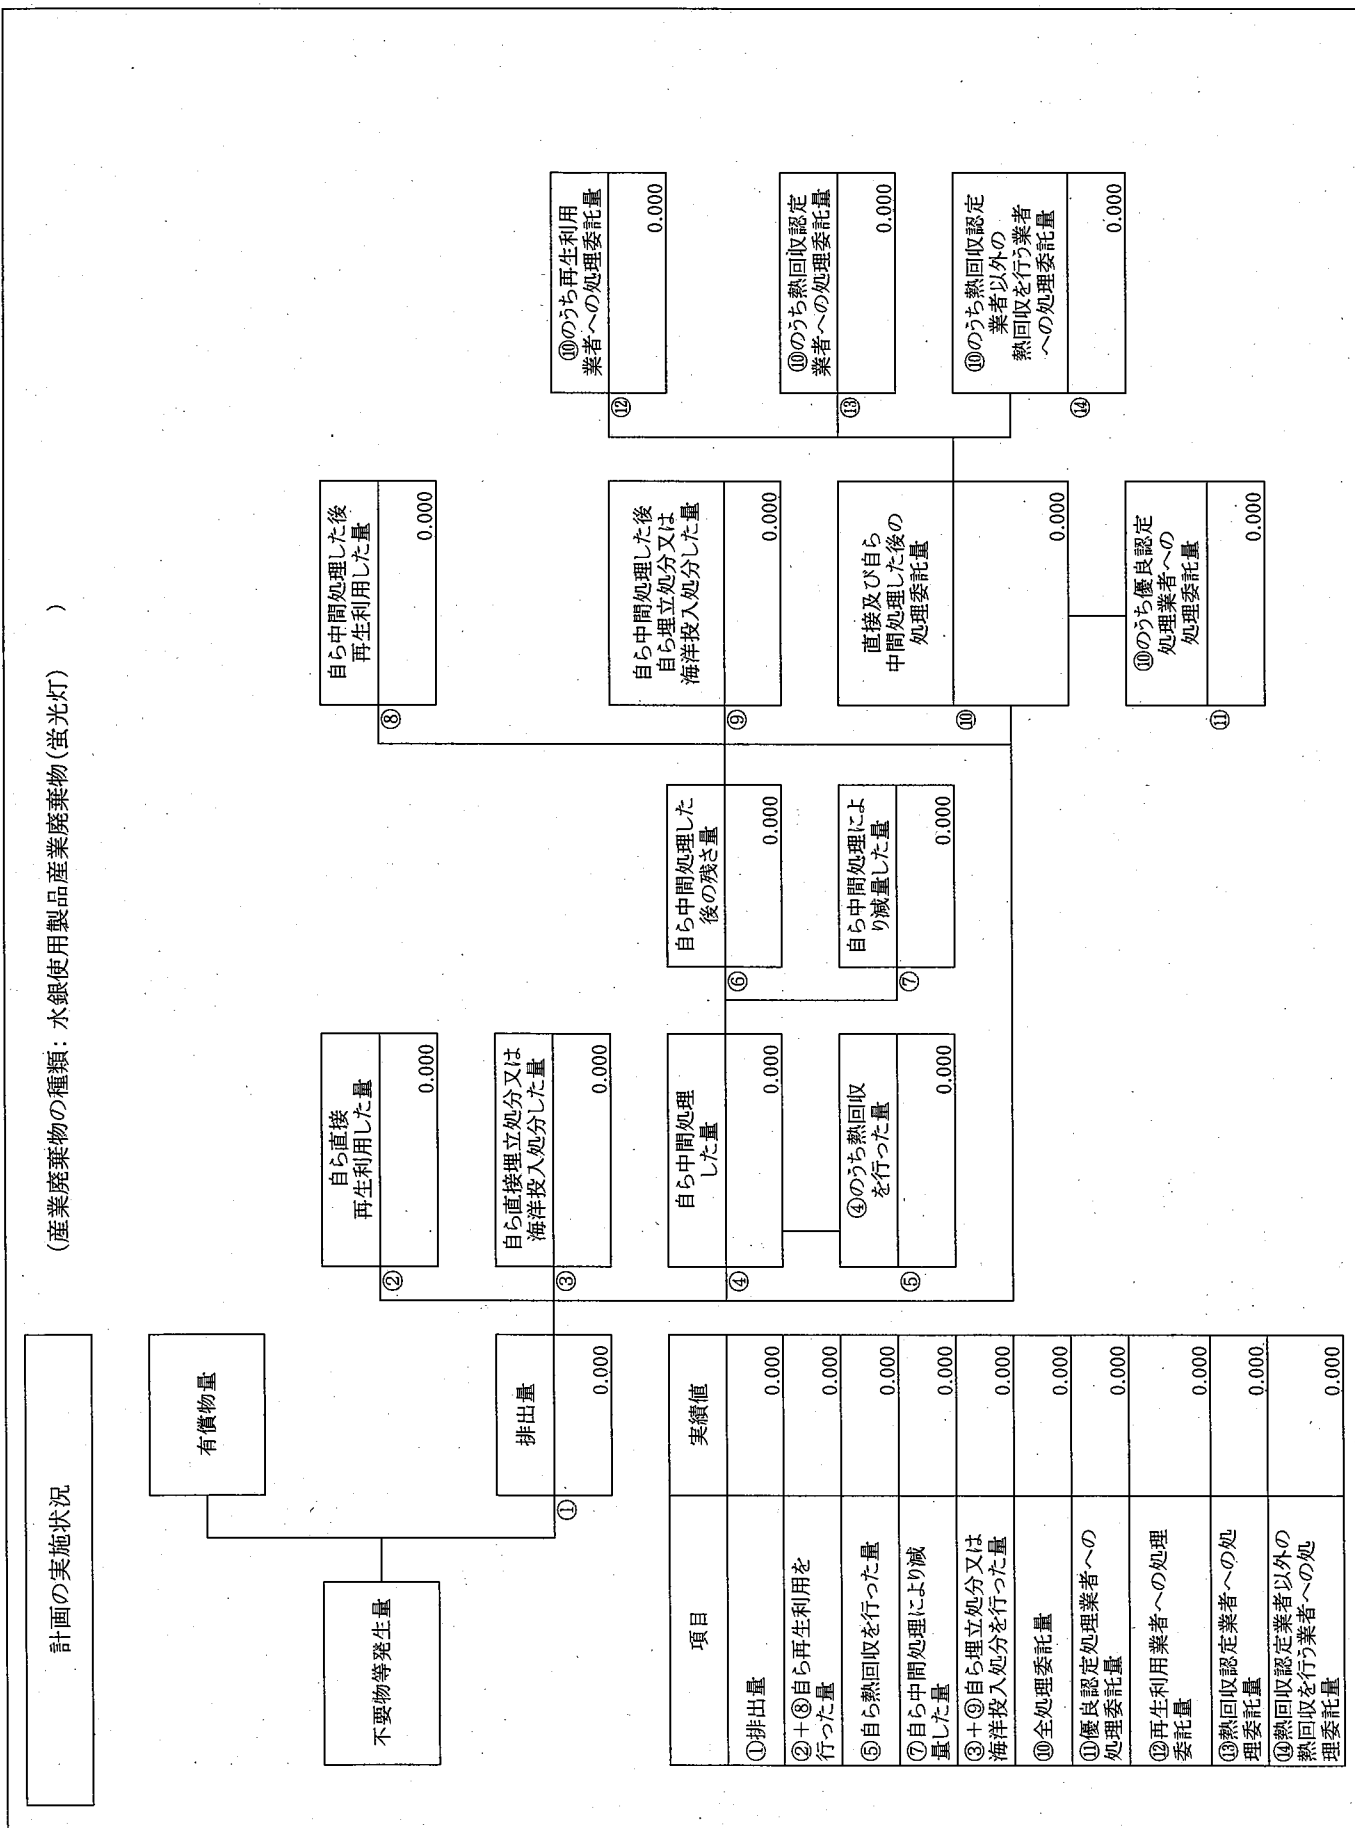 計画の実施状況
(産業廃棄物の種類: 水銀使用製品産業廃棄物(蛍光灯) )
不要物等発生量
有償物量
①
排出量
0.000
②
自ら直接
再生利用した量
0.000
③
自ら直接埋立処分又は
海洋投入処分した量
0.000
④
自ら中間処理
した量
0.000
⑤
④のうち熱回収
を行った量
0.000
⑥
自ら中間処理した
後の残さ量
0.000
⑦
自ら中間処理によ
り減量した量
0.000
⑧
自ら中間処理した後
再生利用した量
0.000
⑨
自ら中間処理した後
自ら埋立処分又は
海洋投入処分した量
0.000
⑩
直接及び自ら
中間処理した後の
処理委託量
0.000
⑪
⑩のうち優良認定
処理業者への
処理委託量
0.000
⑫
⑩のうち再生利用
業者への処理委託量
0.000
⑬
⑩のうち熱回収認定
業者への処理委託量
0.000
⑭
⑩のうち熱回収認定
業者以外の
熱回収を行う業者
への処理委託量
0.000
項目 実績値
①排出量 0.000
②+⑧自ら再生利用を
行った量 0.000
⑤自ら熱回収を行った量 0.000
⑦自ら中間処理により減
量した量 0.000
③+⑨自ら埋立処分又は
海洋投入処分を行った量 0.000
⑩全処理委託量 0.000
⑪優良認定処理業者への
処理委託量 0.000
⑫再生利用業者への処理
委託量 0.000
⑬熱回収認定業者への処
理委託量 0.000
⑭熱回収認定業者以外の
熱回収を行う業者への処
理委託量 0.000